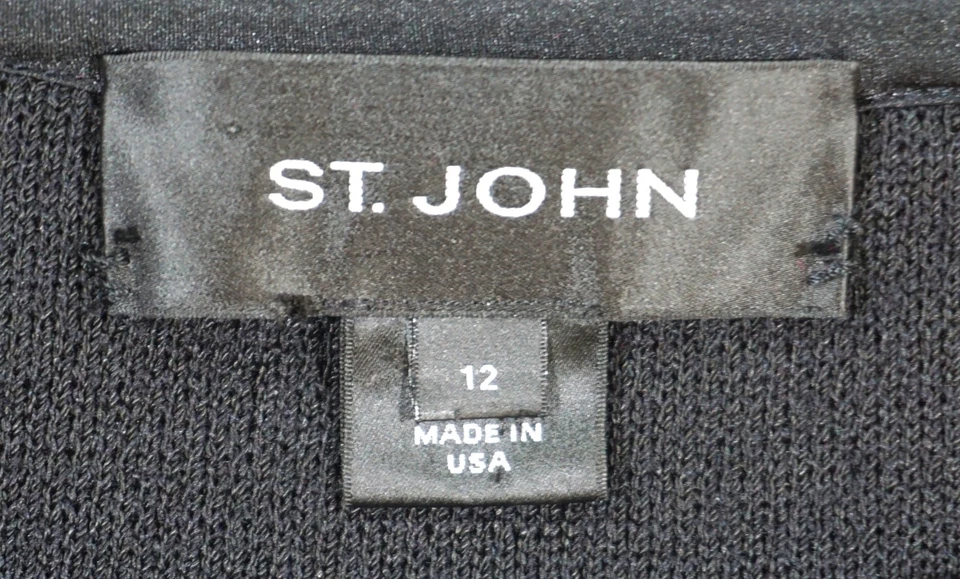 ST. JOHN
12
MADE IN
USA